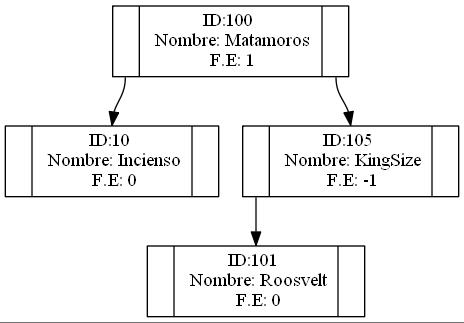 ID:100
Nombre: Matamoros
F.E: 1
ID:10
Nombre: Incienso
F.E: 0
ID:105
Nombre: KingSize
F.E: -1
ID:101
Nombre: Roosvelt
F.E: 0